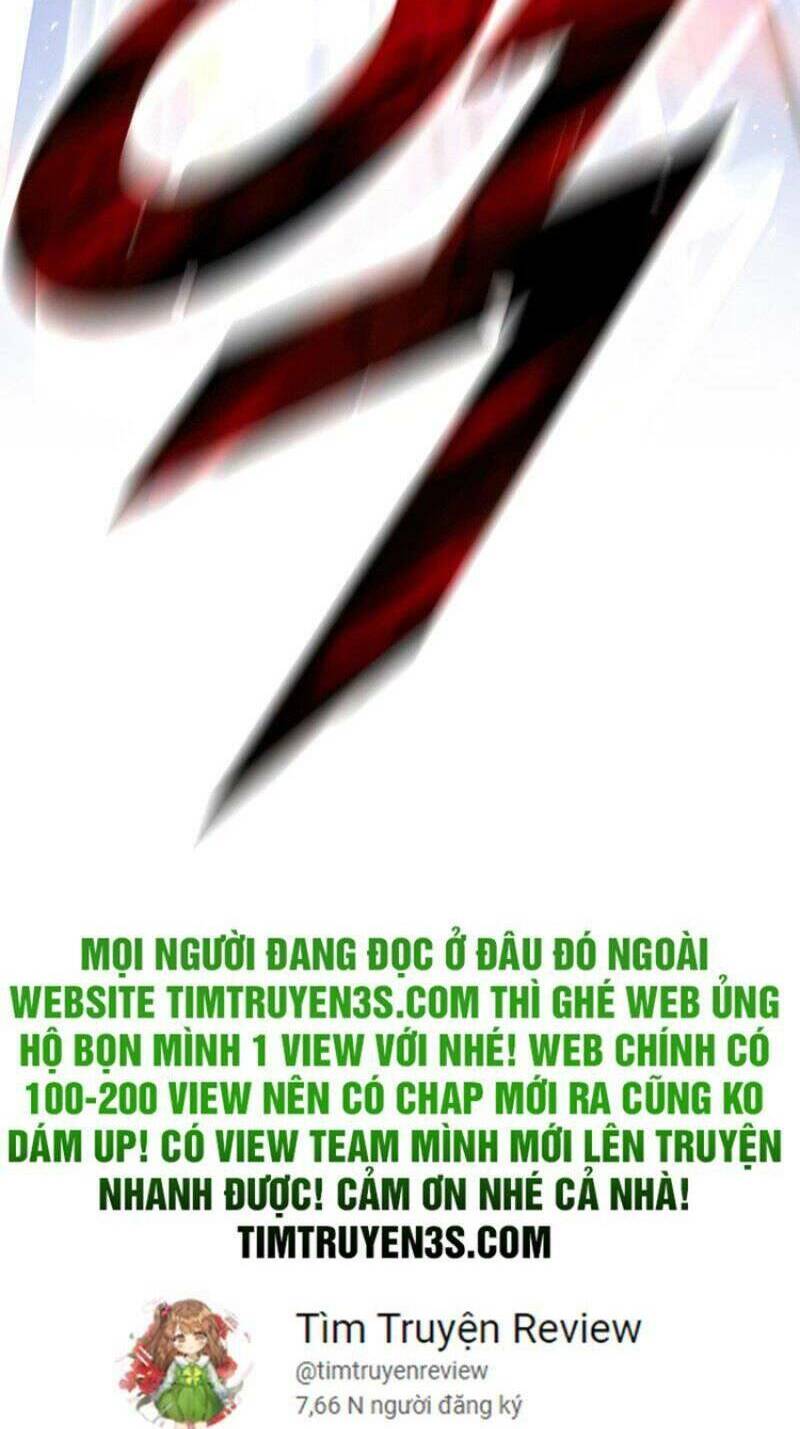 MỌI NGƯỜI ĐANG ĐỌC Ở ĐÂU ĐÓ NGOÀI
WEBSITE TIMTRUYEN3S.COM THÌ GHÉ WEB ỦNG
HỘ BỌN MÌNH 1 VIEW VỚI NHÉ! WEB CHÍNH CÓ
100-200 VIEW NÊN CÓ CHAP MỚI RA CŨNG KO
DÁM UP! CÓ VIEW TEAM MÌNH MỚI LÊN TRUYỆN
NHANH ĐƯỢC! CẢM ƠN NHÉ CẢ NHÀ!
TIMTRUYEN3S.COM
Tìm Truyện Review
@timtruyenreview
7,66 N người đăng ký